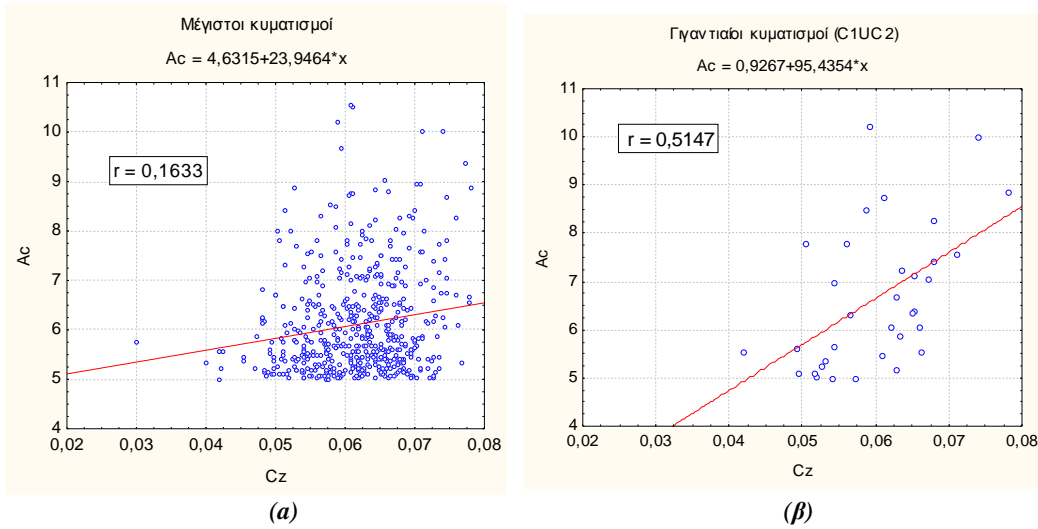 Μέγιστοι κυματισμοί
Ac = 4,6315+23,9464*x
11
10
9
8
7
6
5
4
Ac
r = 0,1633
0,02 0,03 0,04 0,05 0,06 0,07 0,08
Cz
(α)
Γιγαντιαίοι κυματισμοί (C1UC2)
Ac = 0,9267+95,4354*x
11
10
9
8
7
6
5
4
Ac
r = 0,5147
0,02 0,03 0,04 0,05 0,06 0,07 0,08
Cz
(β)